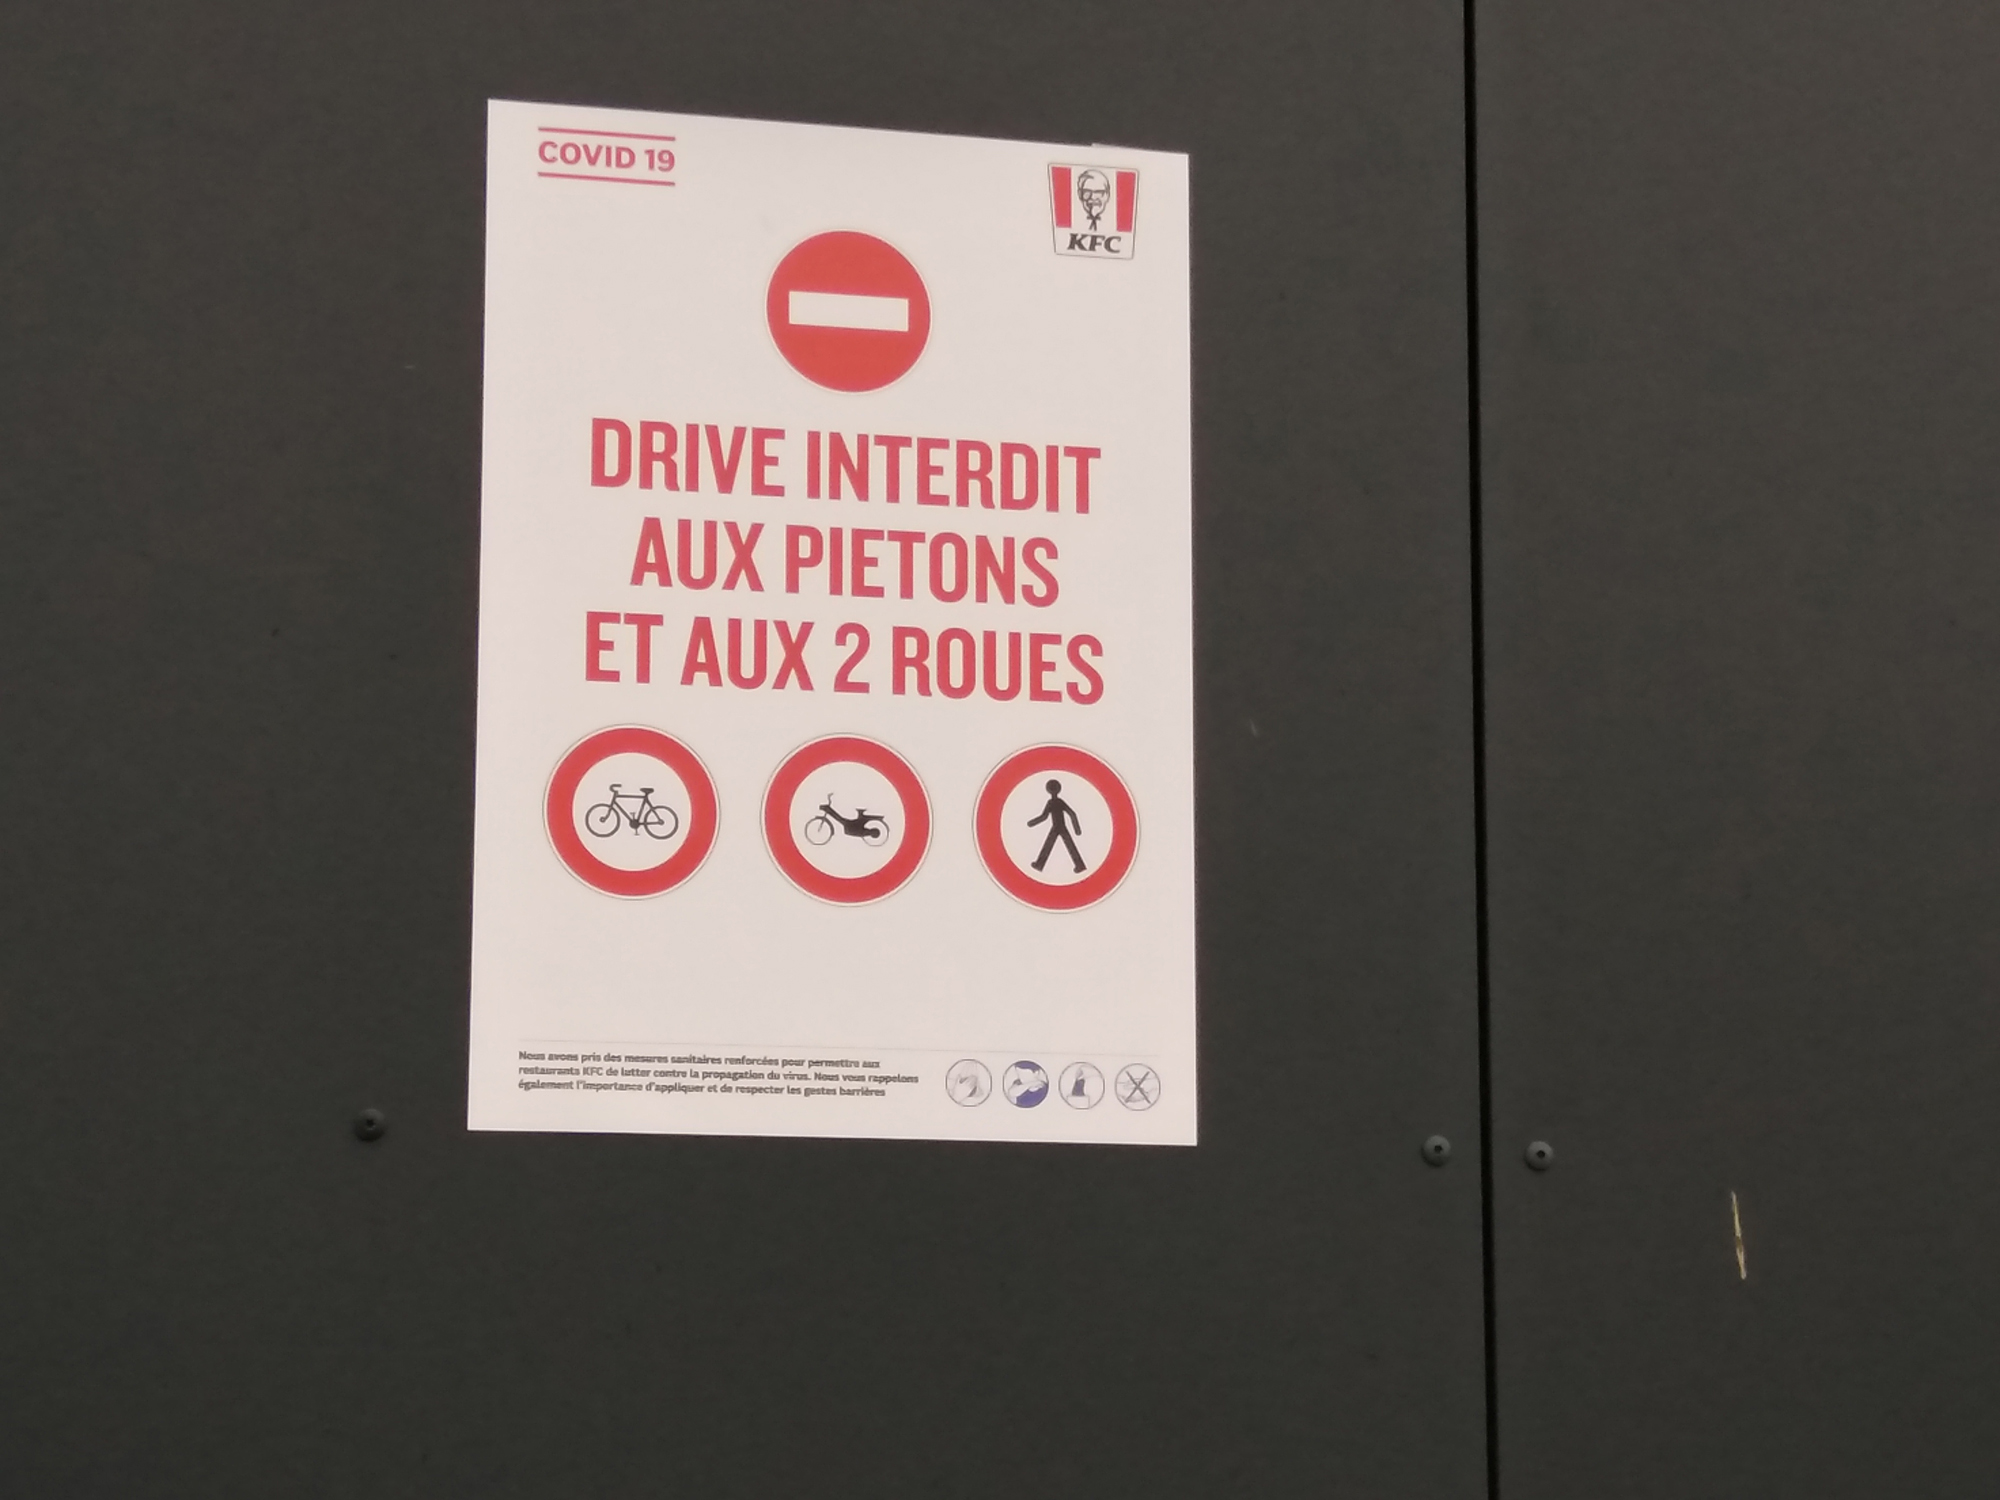 COVID 19
KFC
DRIVE INTERDIT
AUX PIETONS
ET AUX 2 ROUES
Nous avons pris des mesures sanitaires renforcées pour permettre aux
restaurants KFC de lutter contre la propagation du virus. Nous vous rappelons
également l'importance d'appliquer et de respecter les gestes barrières